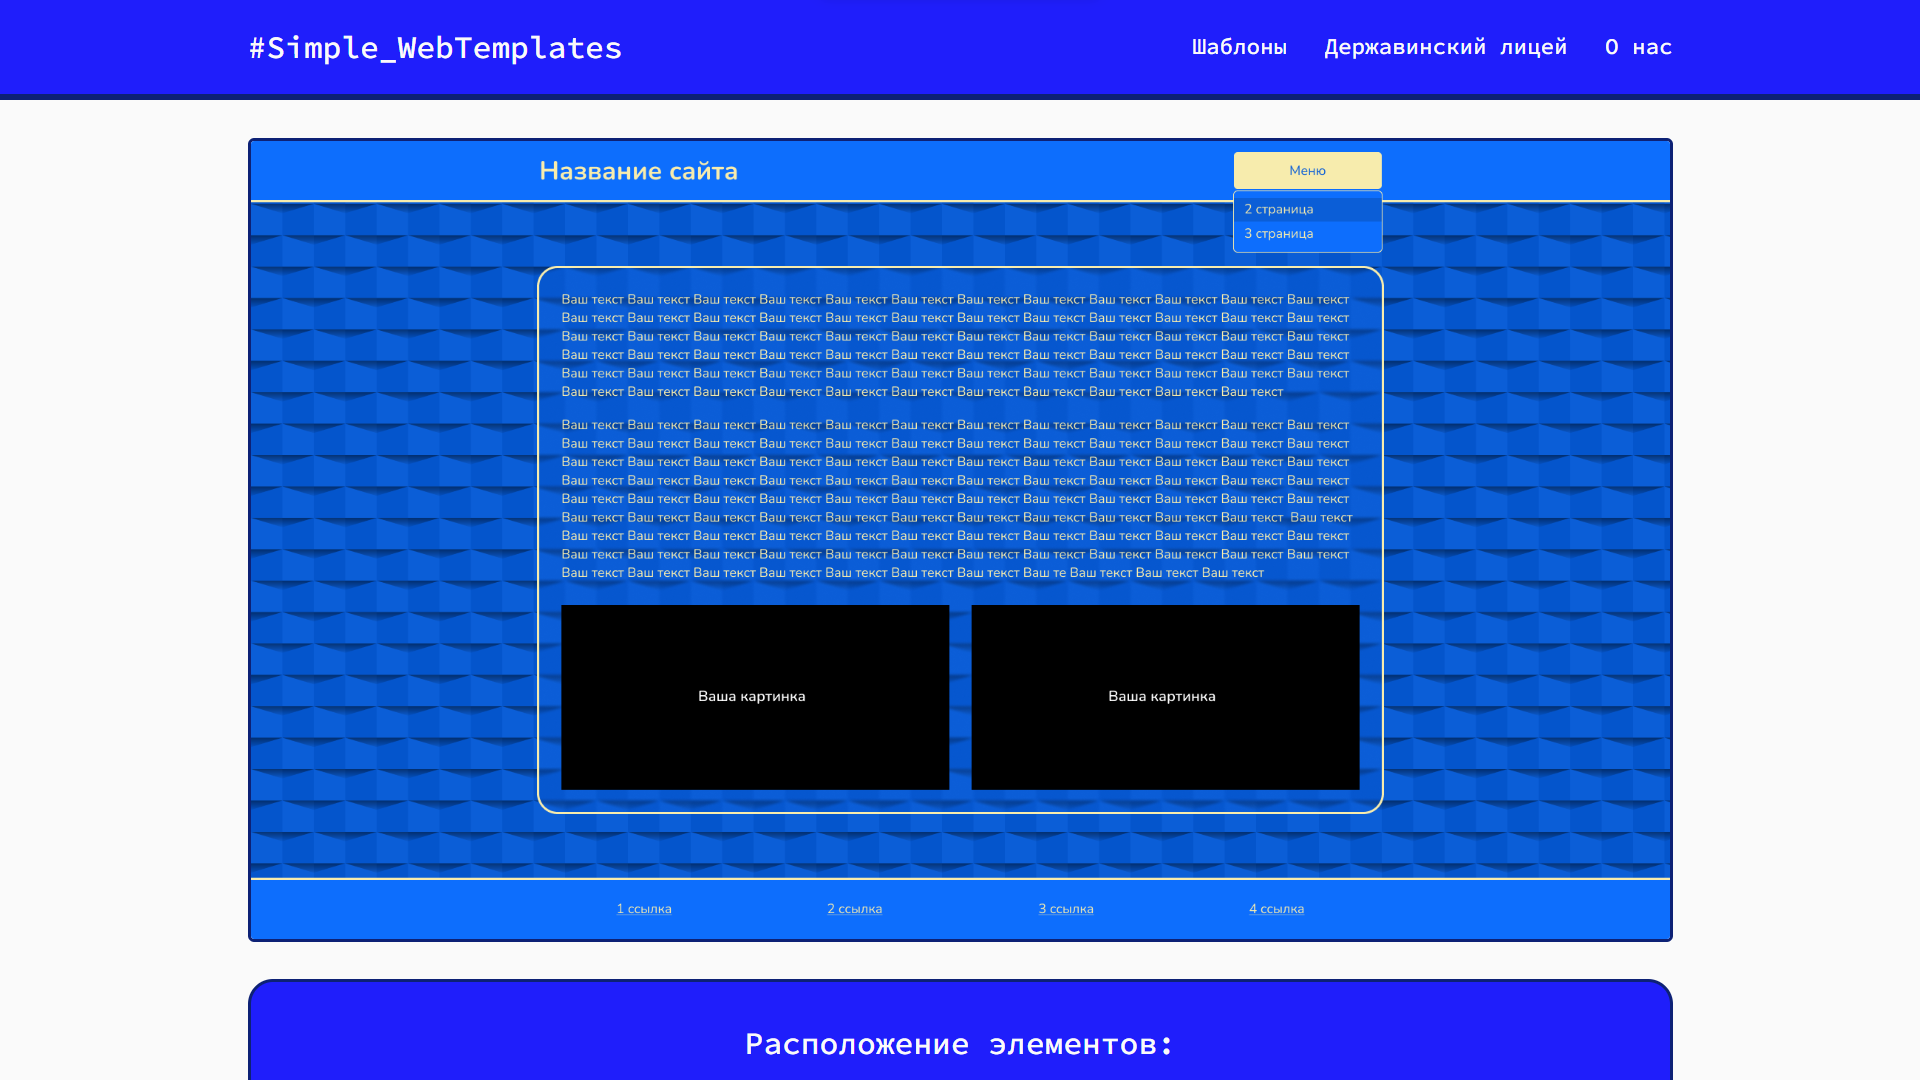 #Simple_WebTemplates
Шаблоны Державинский лицей О нас
Название сайта
Меню
2 страница
3 страница
Ваш текст Ваш текст Ваш текст Ваш текст Ваш текст Ваш текст Ваш текст Ваш текст Ваш текст Ваш текст Ваш текст Ваш текст
Ваш текст Ваш текст Ваш текст Ваш текст Ваш текст Ваш текст Ваш текст Ваш текст Ваш текст Ваш текст Ваш текст Ваш текст
Ваш текст Ваш текст Ваш текст Ваш текст Ваш текст Ваш текст Ваш текст Ваш текст Ваш текст Ваш текст Ваш текст Ваш текст
Ваш текст Ваш текст Ваш текст Ваш текст Ваш текст Ваш текст Ваш текст Ваш текст Ваш текст Ваш текст Ваш текст Ваш текст
Ваш текст Ваш текст Ваш текст Ваш текст Ваш текст Ваш текст Ваш текст Ваш текст Ваш текст Ваш текст Ваш текст Ваш текст
Ваш текст Ваш текст Ваш текст Ваш текст Ваш текст Ваш текст Ваш текст Ваш текст Ваш текст Ваш текст Ваш текст
Ваш текст Ваш текст Ваш текст Ваш текст Ваш текст Ваш текст Ваш текст Ваш текст Ваш текст Ваш текст Ваш текст Ваш текст
Ваш текст Ваш текст Ваш текст Ваш текст Ваш текст Ваш текст Ваш текст Ваш текст Ваш текст Ваш текст Ваш текст Ваш текст
Ваш текст Ваш текст Ваш текст Ваш текст Ваш текст Ваш текст Ваш текст Ваш текст Ваш текст Ваш текст Ваш текст Ваш текст
Ваш текст Ваш текст Ваш текст Ваш текст Ваш текст Ваш текст Ваш текст Ваш текст Ваш текст Ваш текст Ваш текст Ваш текст
Ваш текст Ваш текст Ваш текст Ваш текст Ваш текст Ваш текст Ваш текст Ваш текст Ваш текст Ваш текст Ваш текст Ваш текст
Ваш текст Ваш текст Ваш текст Ваш текст Ваш текст Ваш текст Ваш текст Ваш текст Ваш текст Ваш текст Ваш текст Ваш текст
Ваш текст Ваш текст Ваш текст Ваш текст Ваш текст Ваш текст Ваш текст Ваш текст Ваш текст Ваш текст Ваш текст Ваш текст
Ваш текст Ваш текст Ваш текст Ваш текст Ваш текст Ваш текст Ваш текст Ваш текст Ваш текст Ваш текст Ваш текст Ваш текст
Ваш текст Ваш текст Ваш текст Ваш текст Ваш текст Ваш текст Ваш текст Ваш те Ваш текст Ваш текст Ваш текст
Ваша картинка Ваша картинка
1 ссылка 2 ссылка 3 ссылка 4 ссылка
Расположение элементов: